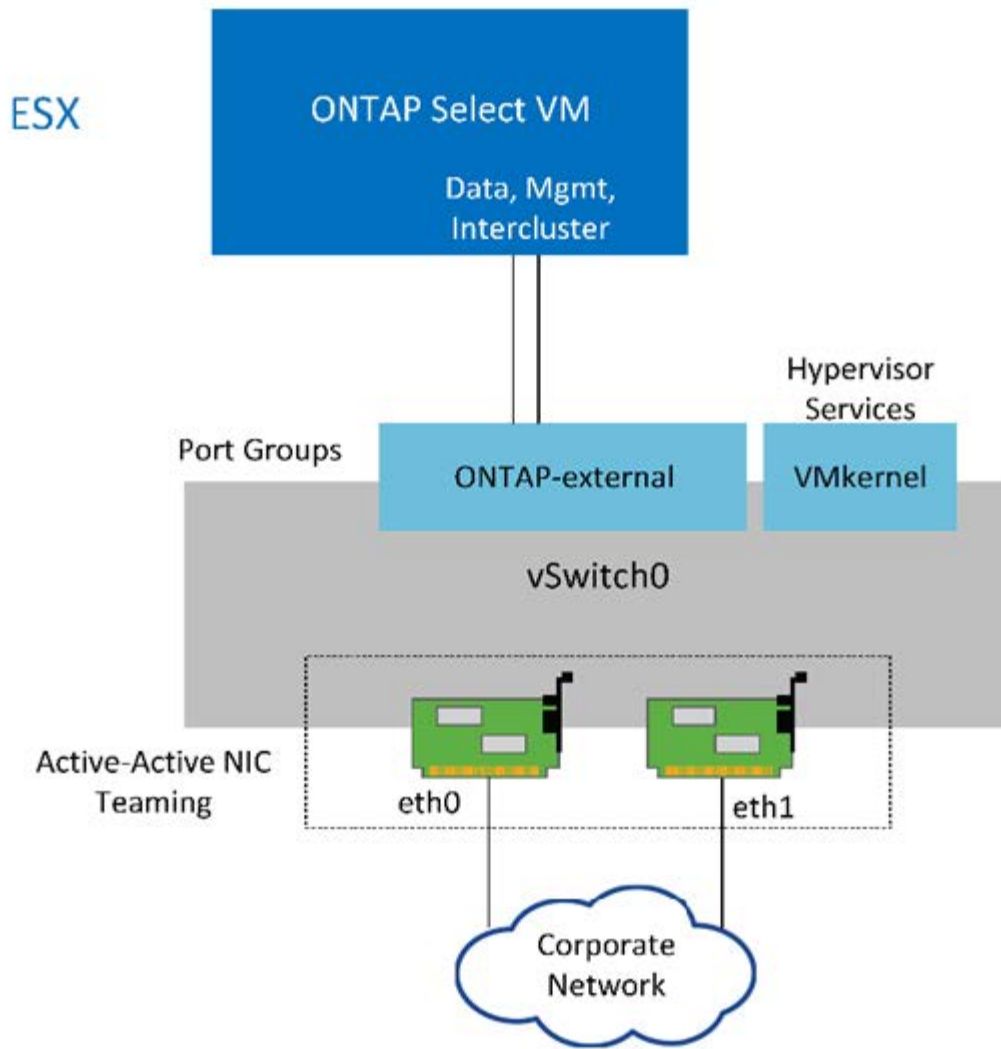 ESX
ONTAP Select VM
Data, Mgmt,
Intercluster
Hypervisor
Services
Port Groups
ONTAP-external
VMkernel
vSwitch0
Active-Active NIC
Teaming
eth0
eth1
Corporate
Network